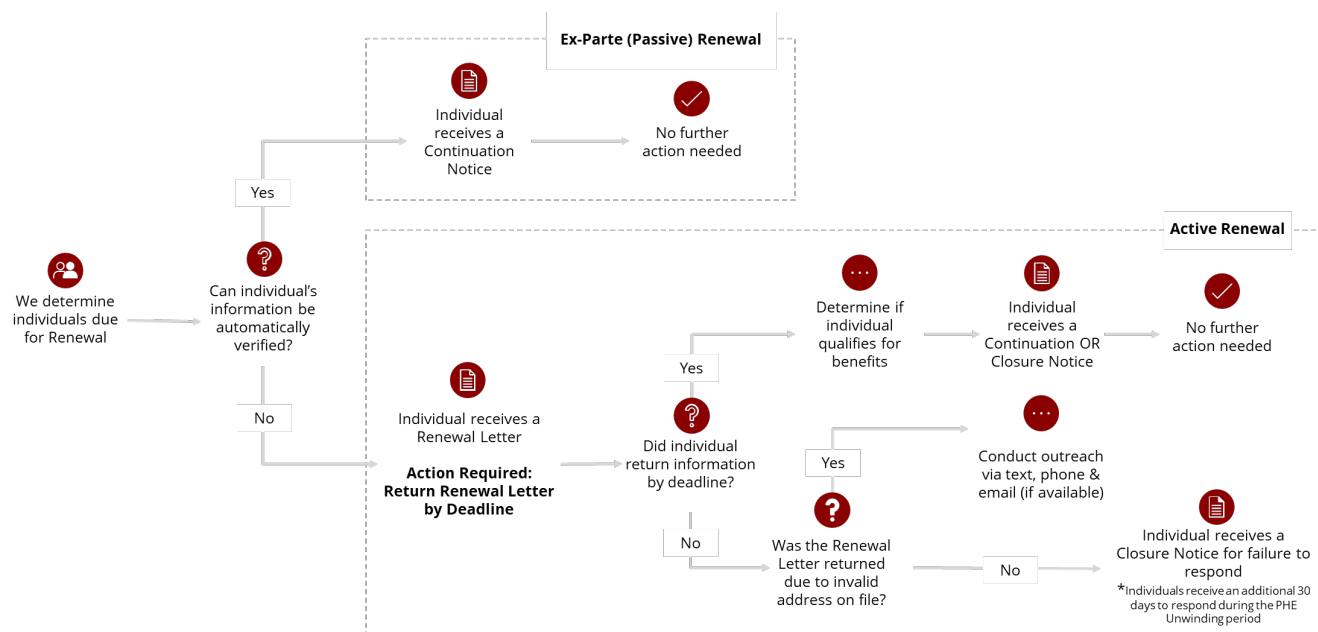 Ex-Parte (Passive) Renewal
Individual
receives a
Continuation
Notice
No further
action needed
Yes
We determine
individuals due
for Renewal
Can individual's
information be
automatically
verified?
No
Active Renewal
Individual receives a
Renewal Letter
Action Required:
Return Renewal Letter
by Deadline
Did individual
return information
by deadline?
Yes
Determine if
individual
qualifies for
benefits
Individual
receives a
Continuation OR
Closure Notice
No further
action needed
No
Was the Renewal
Letter returned
due to invalid
address on file?
Yes
Conduct outreach
via text, phone &
email (if available)
No
Individual receives a
Closure Notice for failure to
respond
*Individuals receive an additional 30
days to respond during the PHE
Unwinding period